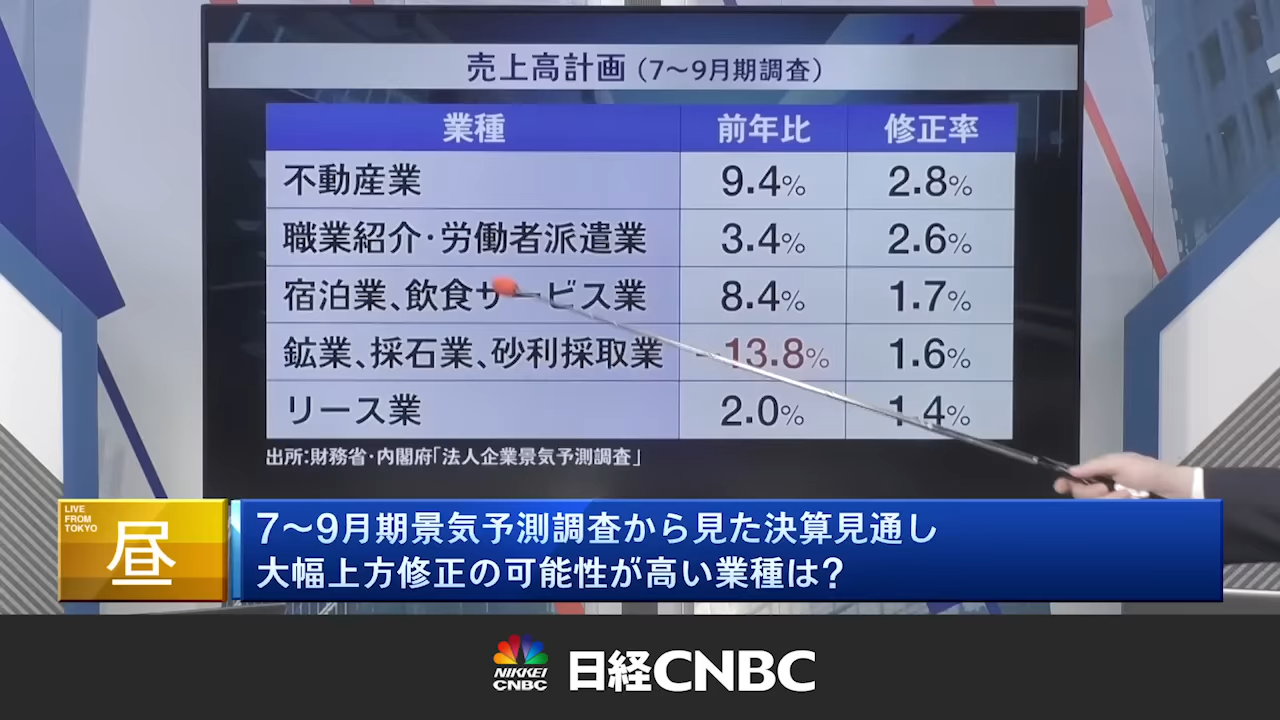 売上高計画（7～9月期調査）
業種 前年比 修正率
不動産業 9.4% 2.8%
職業紹介・労働者派遣業 3.4% 2.6%
宿泊業、飲食サービス業 8.4% 1.7%
鉱業、採石業、砂利採取業 -13.8% 1.6%
リース業 2.0% 1.4%
出所：財務省・内閣府「法人企業景気予測調査」
LIVE
FROM
TOKYO
昼
7～9月期景気予測調査から見た決算見通し
大幅上方修正の可能性が高い業種は？
NIKKEI
CNBC
日経CNBC